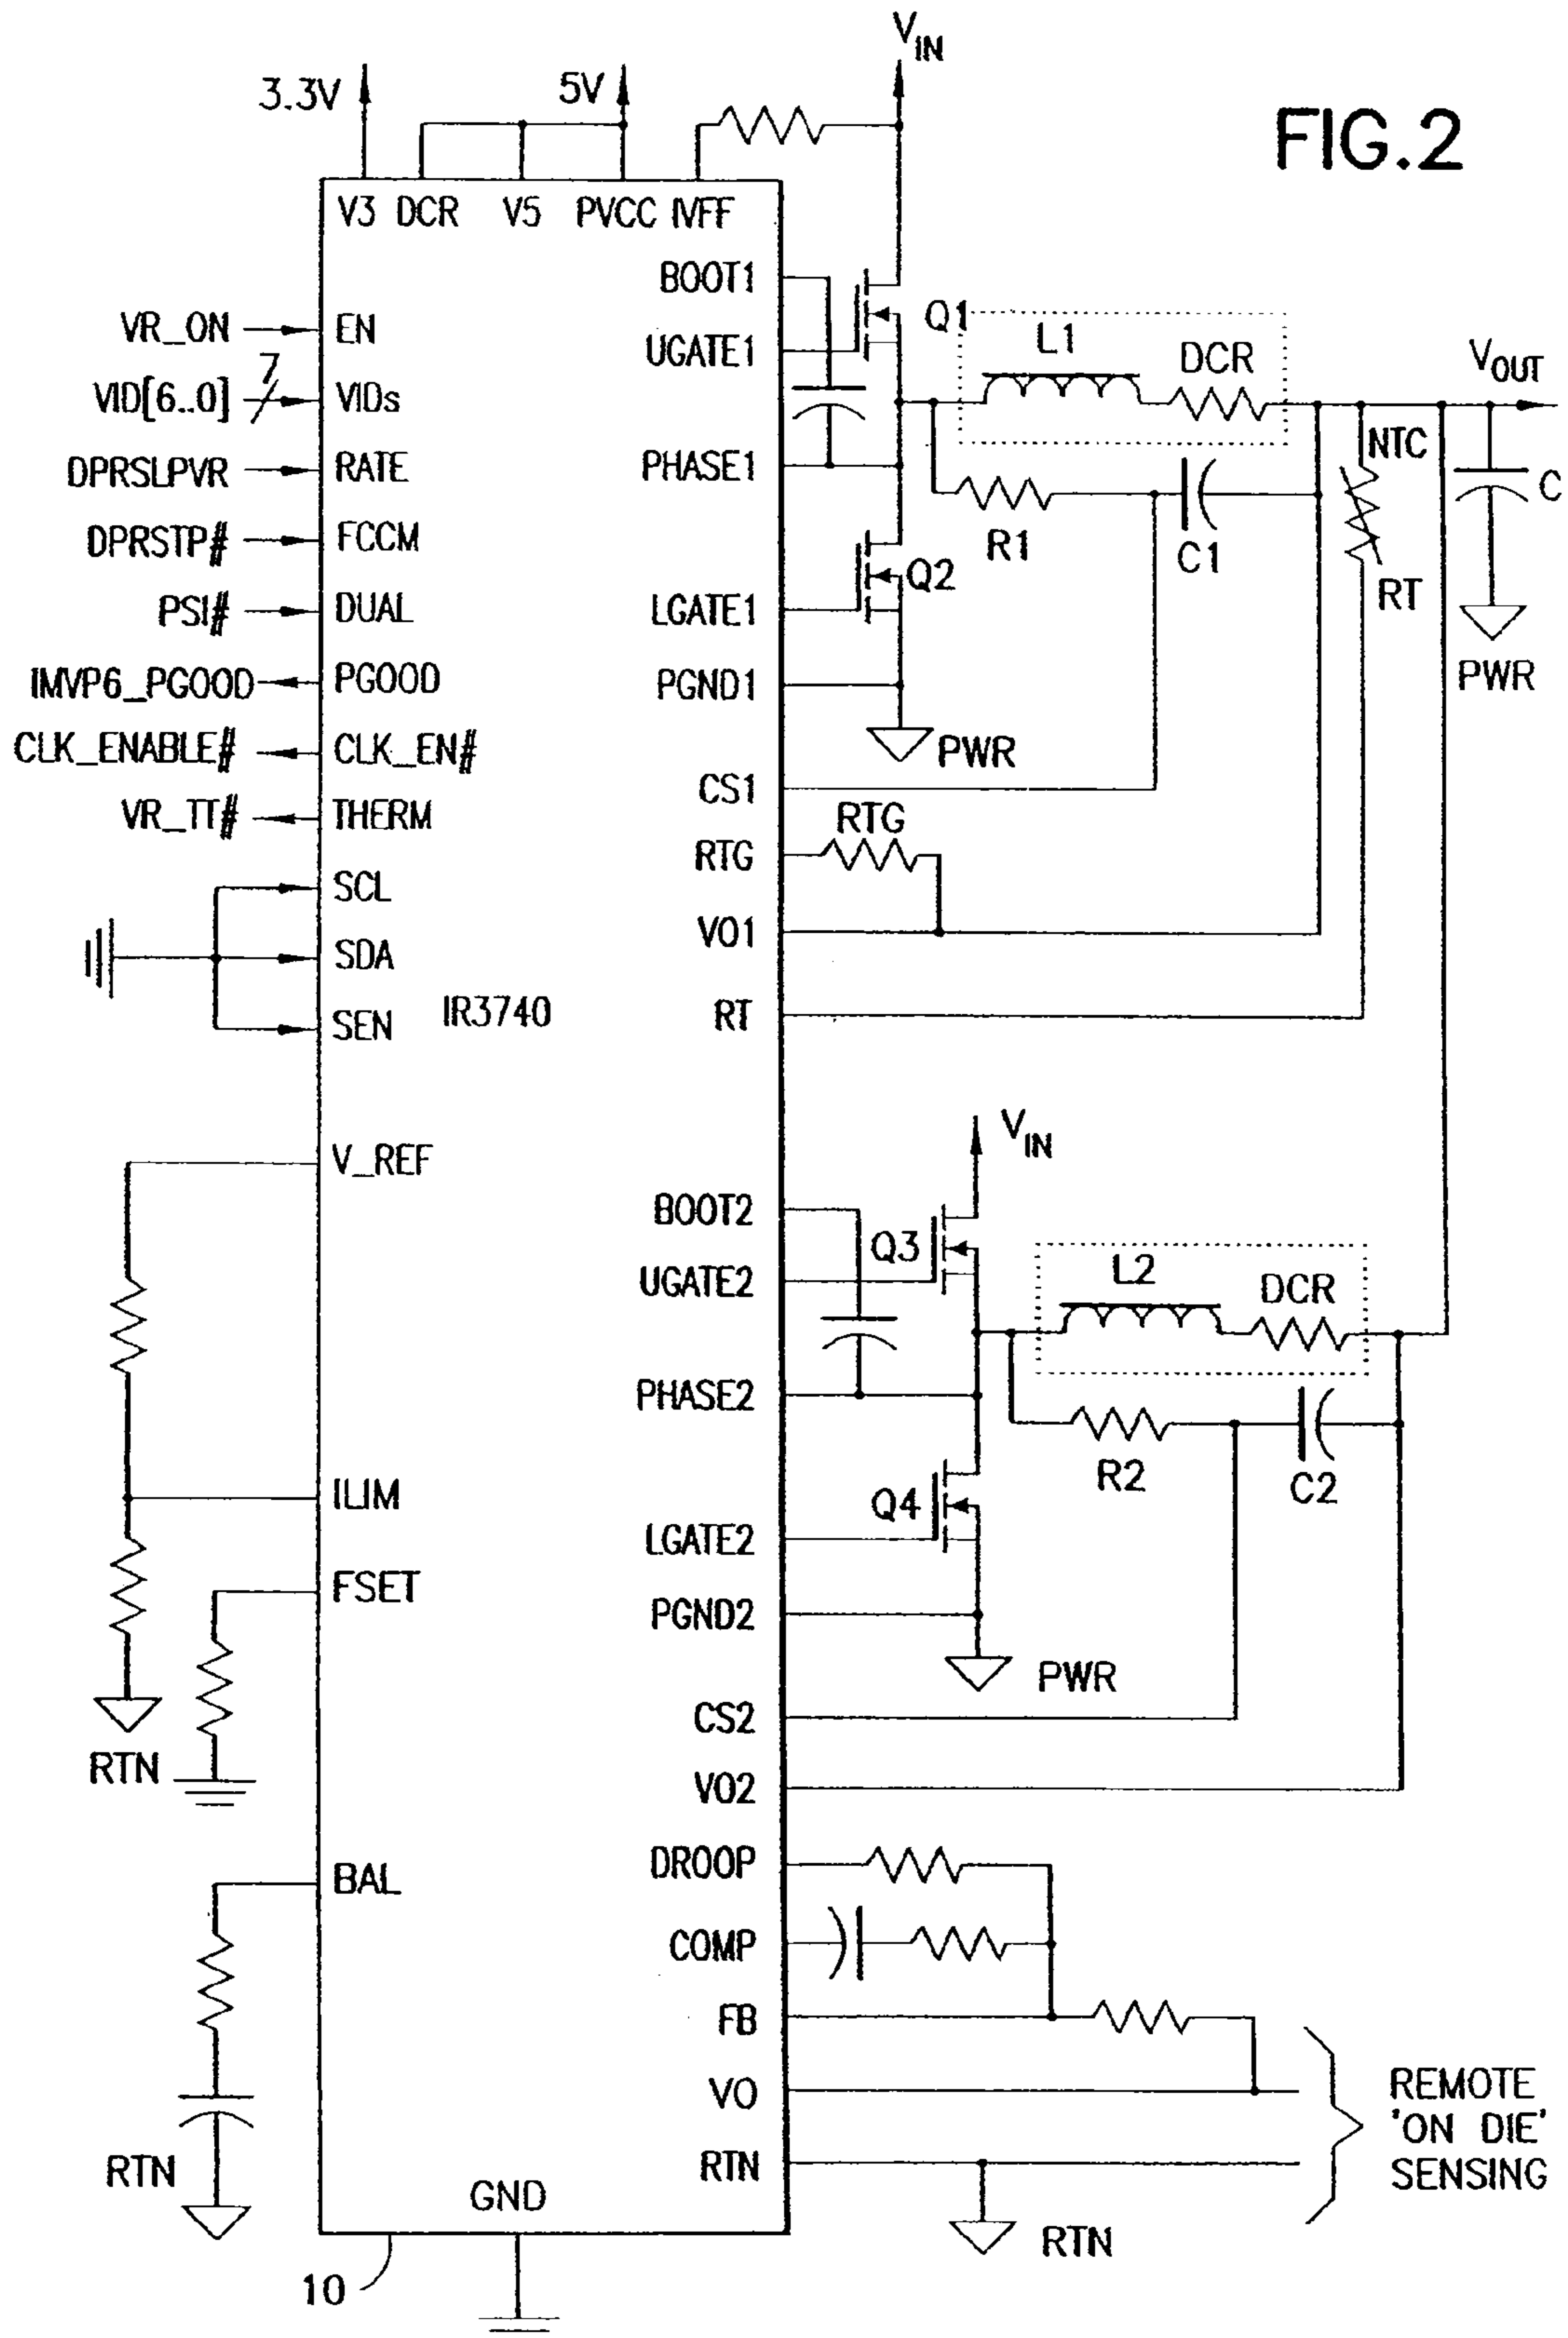 FIG.2
V_IN
3.3V
5V
V3 DCR V5 PVCC IVFF
BOOT1
UGATE1
PHASE1
LGATE1
PGND1
CS1
RTG
VO1
RT
VR_ON EN
VID[6..0] 7 VIDs
DPRSLPVR RATE
DPRSTP# FCCM
PSI# DUAL
IMVP6_PGOOD PGOOD
CLK_ENABLE# CLK_EN#
VR_TT# THERM
SCL
SDA
SEN
IR3740
Q1
L1
DCR
V_OUT
NTC
C
R1
C1
RT
Q2
PWR
PWR
RTG
V_REF
ILIM
FSET
RTN
BAL
RTN
GND
10
V_IN
BOOT2
UGATE2
PHASE2
LGATE2
PGND2
CS2
VO2
DROOP
COMP
FB
VO
RTN
Q3
L2
DCR
R2
C2
Q4
PWR
RTN
REMOTE
'ON DIE'
SENSING